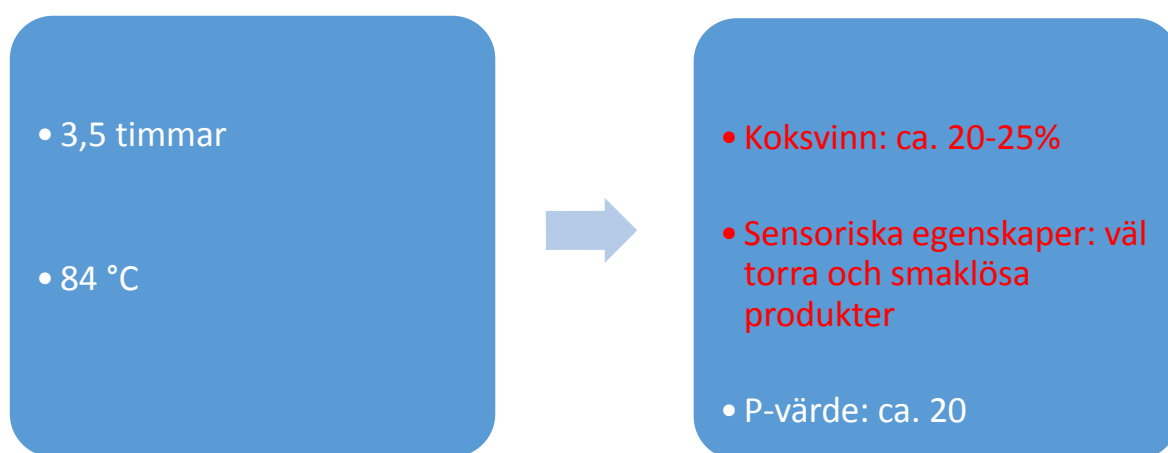 • 3,5 timmar
• 84 °C
• Koksvinn: ca. 20-25%
• Sensoriska egenskaper: väl
torra och smaklösa
produkter
• P-värde: ca. 20